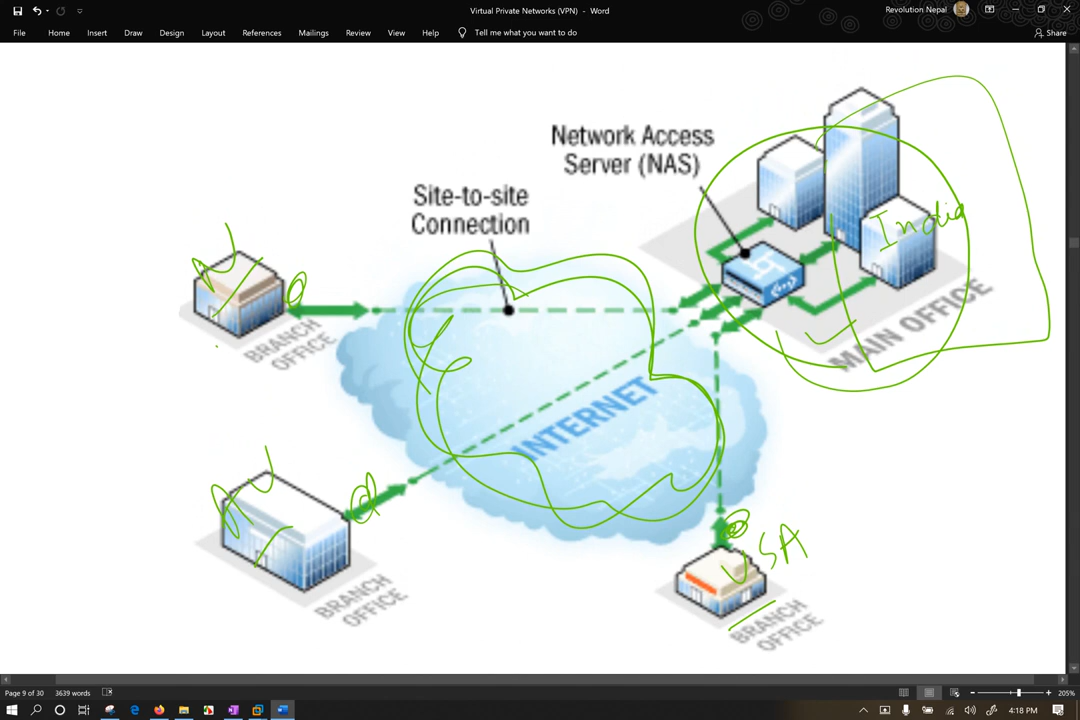 Virtual Private Networks (VPN) - Word
Revolution Nepal
File Home Insert Draw Design Layout References Mailings Review View Help Tell me what you want to do
Share
Network Access
Server (NAS)
Site-to-site
Connection
India
MAIN OFFICE
BRANCH
OFFICE
INTERNET
BRANCH
OFFICE
USA
BRANCH
OFFICE
Page 9 of 30 3639 words
205%
4:18 PM